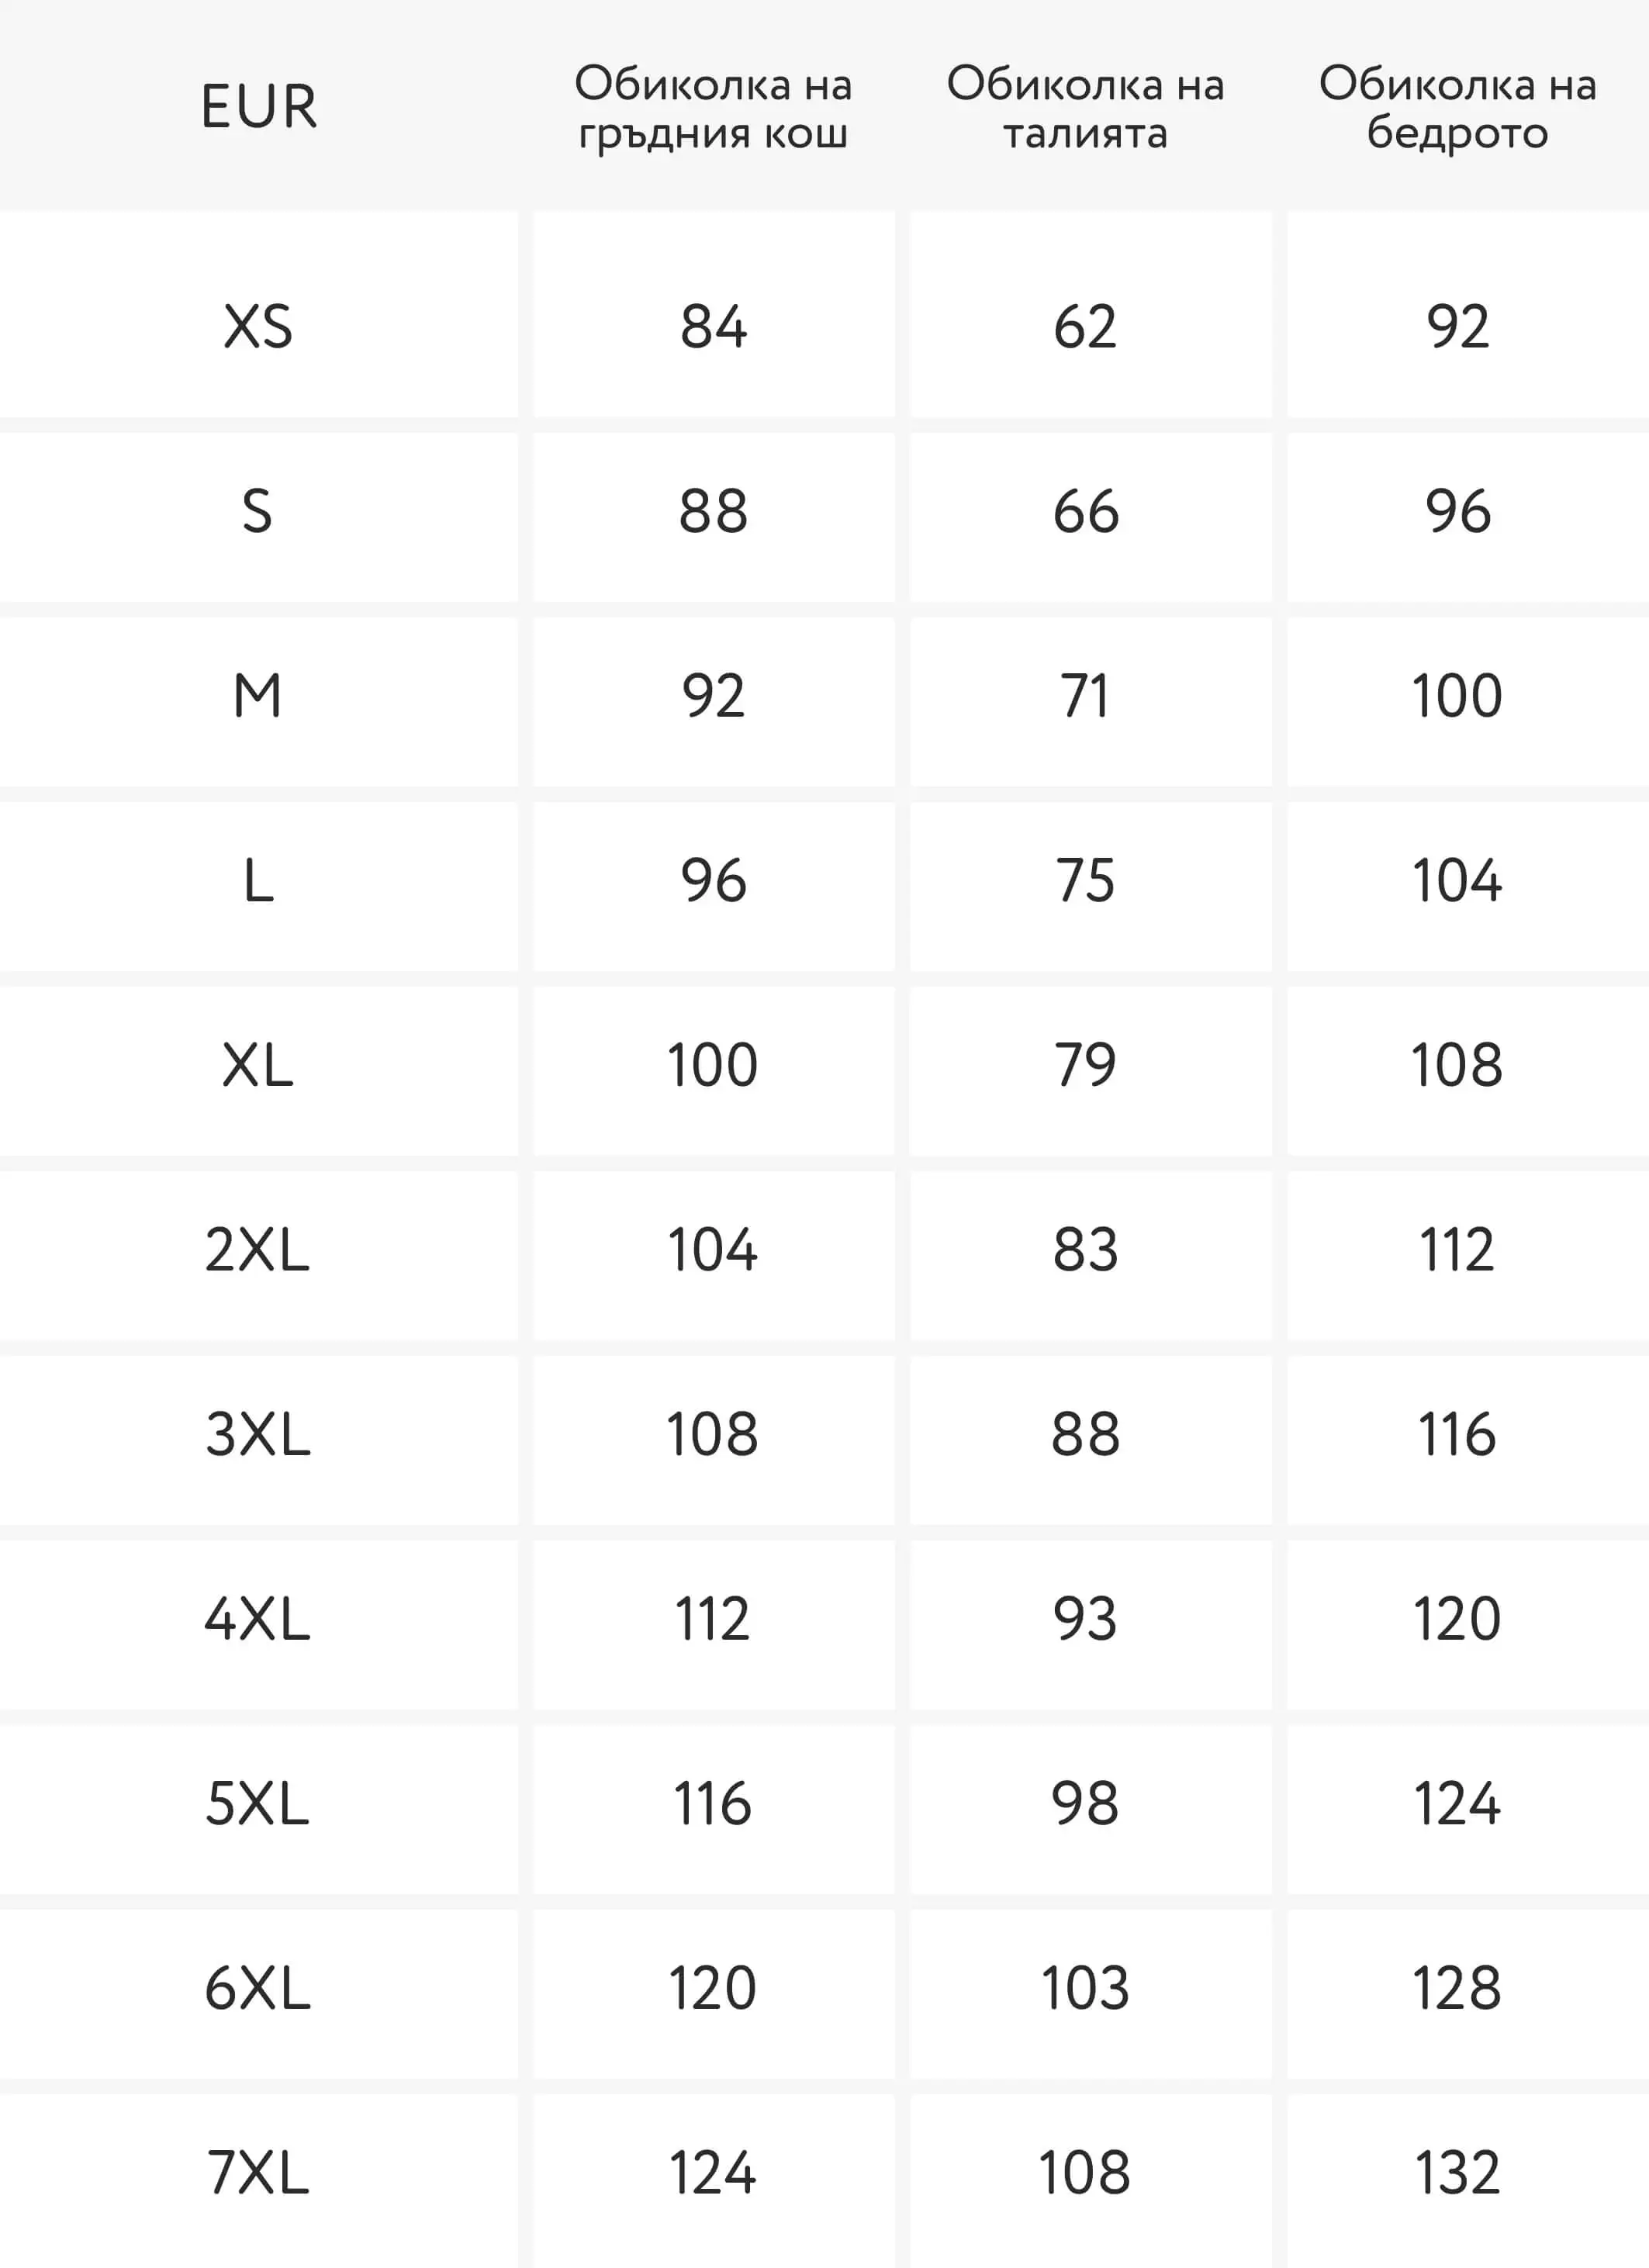 EUR Обиколка на гръдния кош Обиколка на талията Обиколка на бедрото
XS 84 62 92
S 88 66 96
M 92 71 100
L 96 75 104
XL 100 79 108
2XL 104 83 112
3XL 108 88 116
4XL 112 93 120
5XL 116 98 124
6XL 120 103 128
7XL 124 108 132